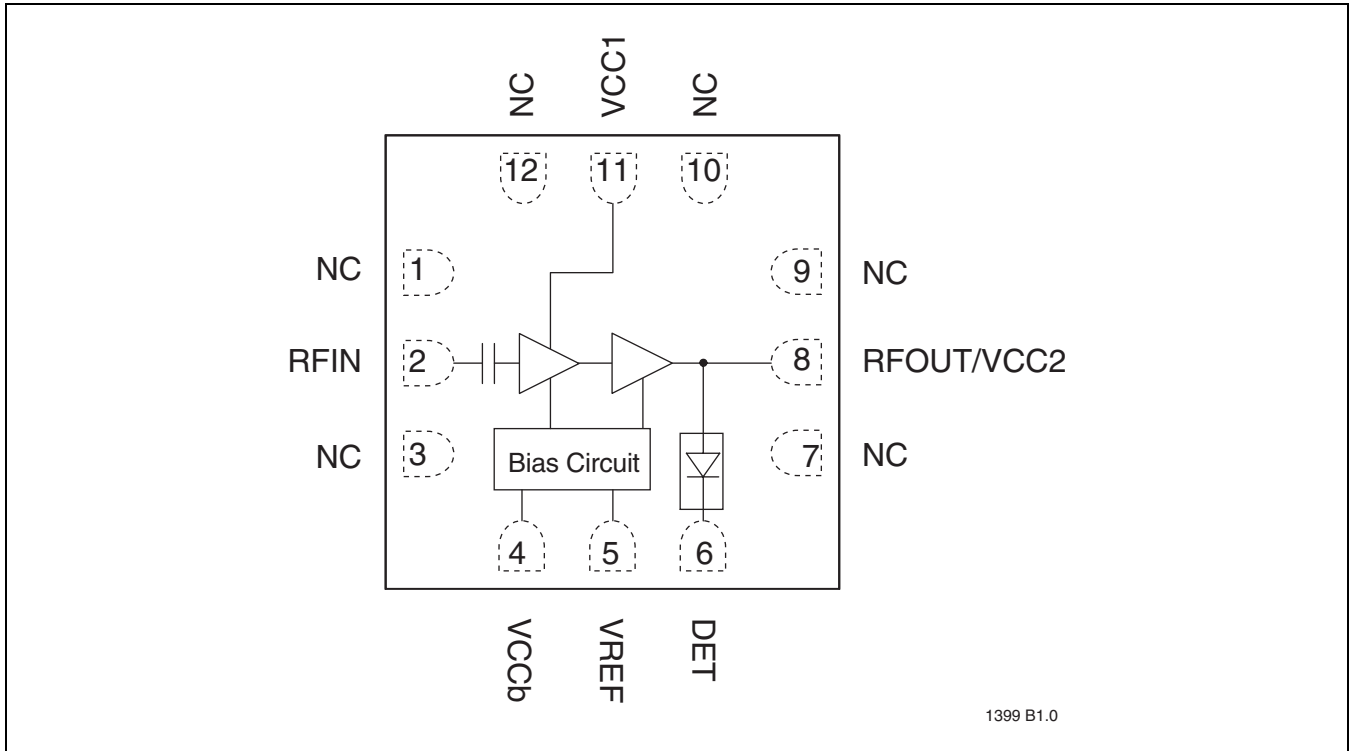 NC
VCC1
NC
12
11
10
NC
1
9
NC
RFIN
2
8
RFOUT/VCC2
NC
3
Bias Circuit
7
NC
4
5
6
VCCb
VREF
DET
1399 B1.0